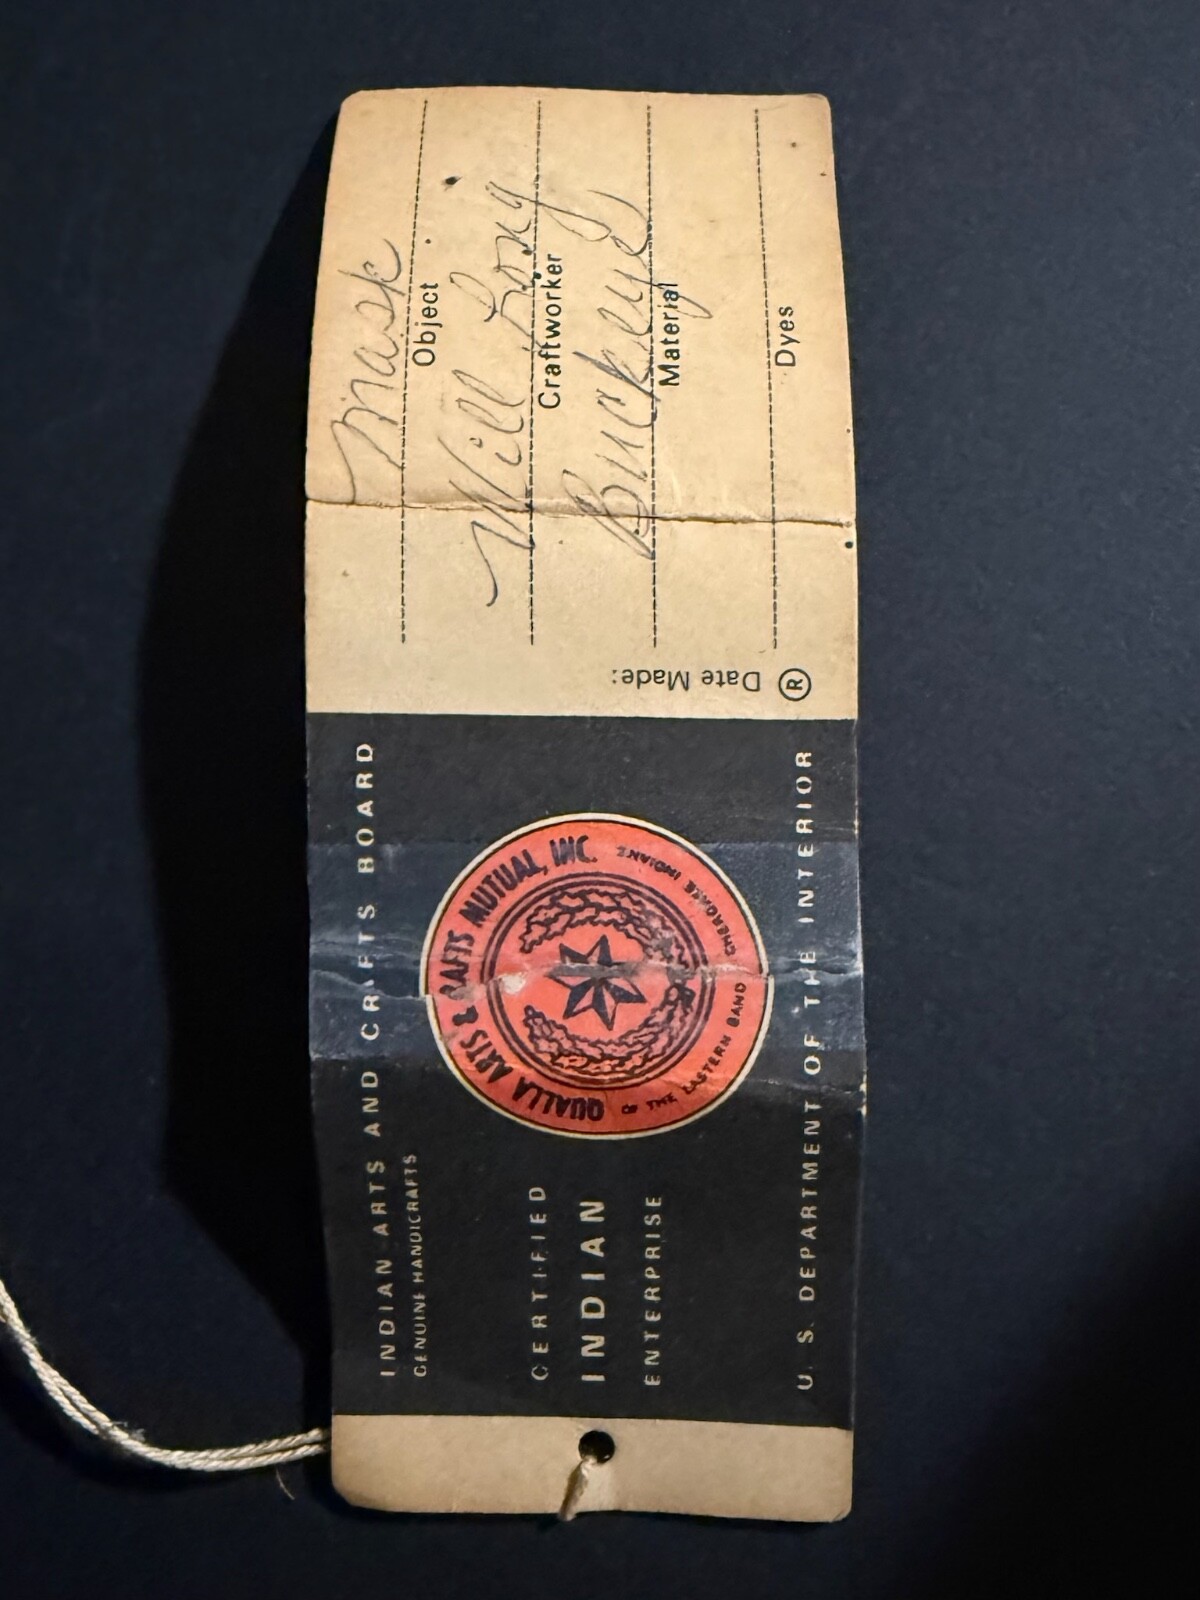 INDIAN ARTS AND CRAFTS BOARD
GENUINE HANDICRAFTS
CERTIFIED
INDIAN
ENTERPRISE
QUALLA ARTS & CRAFTS MUTUAL, INC.
OF THE EASTERN BAND CHEROKEE INDIANS
U. S. DEPARTMENT OF THE INTERIOR
Mask
Object
Will Long
Craftworker
Buckeye
Material
Dyes
® Date Made: